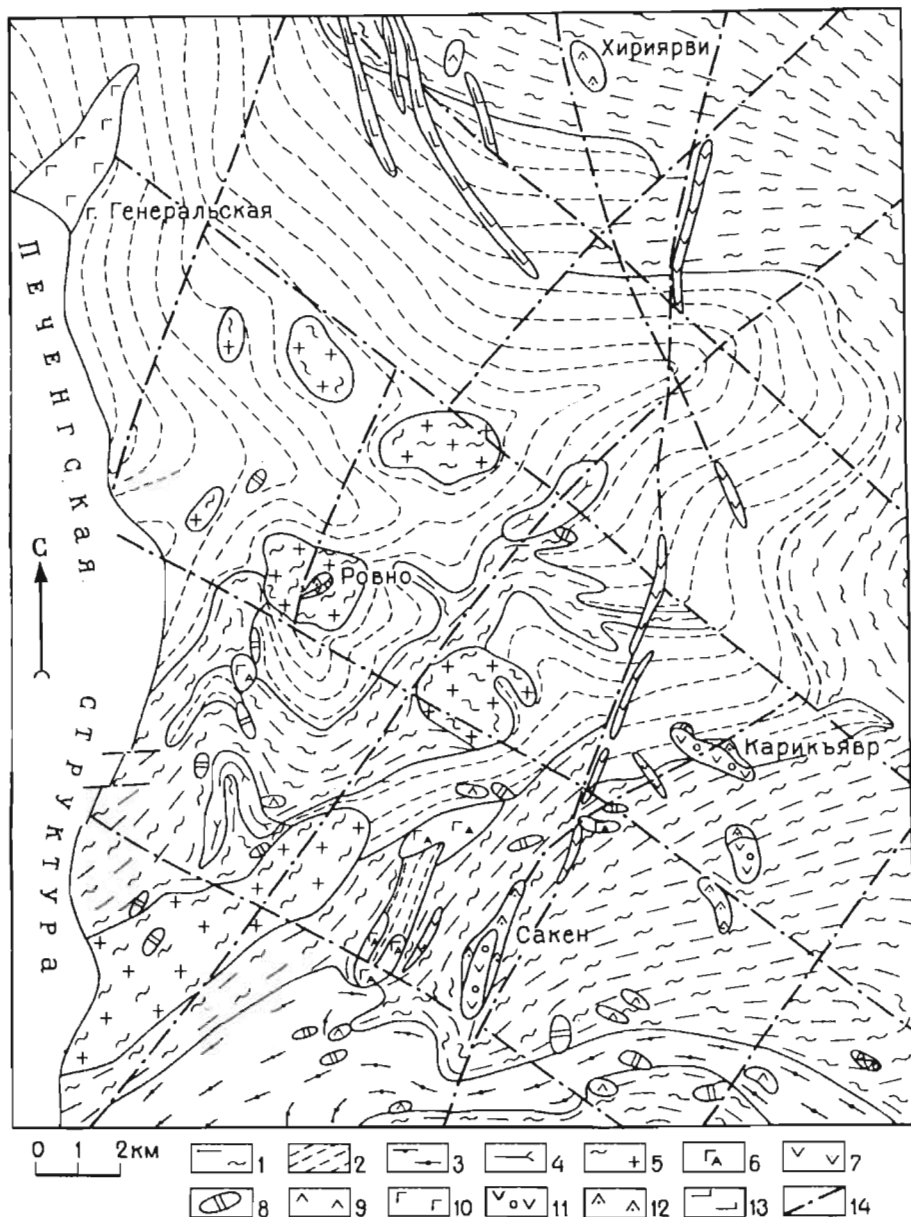 Хириярви
г. Генеральская
ПЕЧЕНГСКАЯ СТРУКТУРА
С
Ровно
Карикъявр
Сакен
0 1 2км
1 2 3 4 5 6 7
8 9 10 11 12 13 14